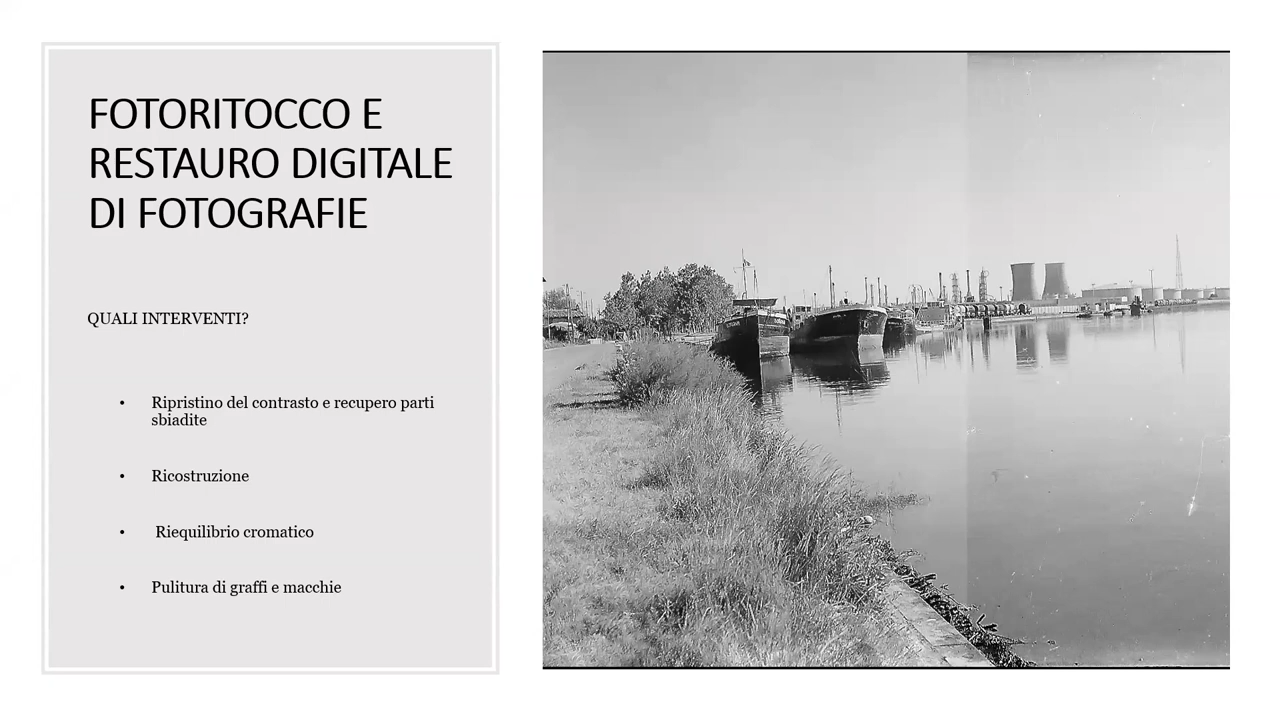 FOTORITOCCO E
RESTAURO DIGITALE
DI FOTOGRAFIE
QUALI INTERVENTI?
• Ripristino del contrasto e recupero parti
sbiadite
• Ricostruzione
• Riequilibrio cromatico
• Pulitura di graffi e macchie